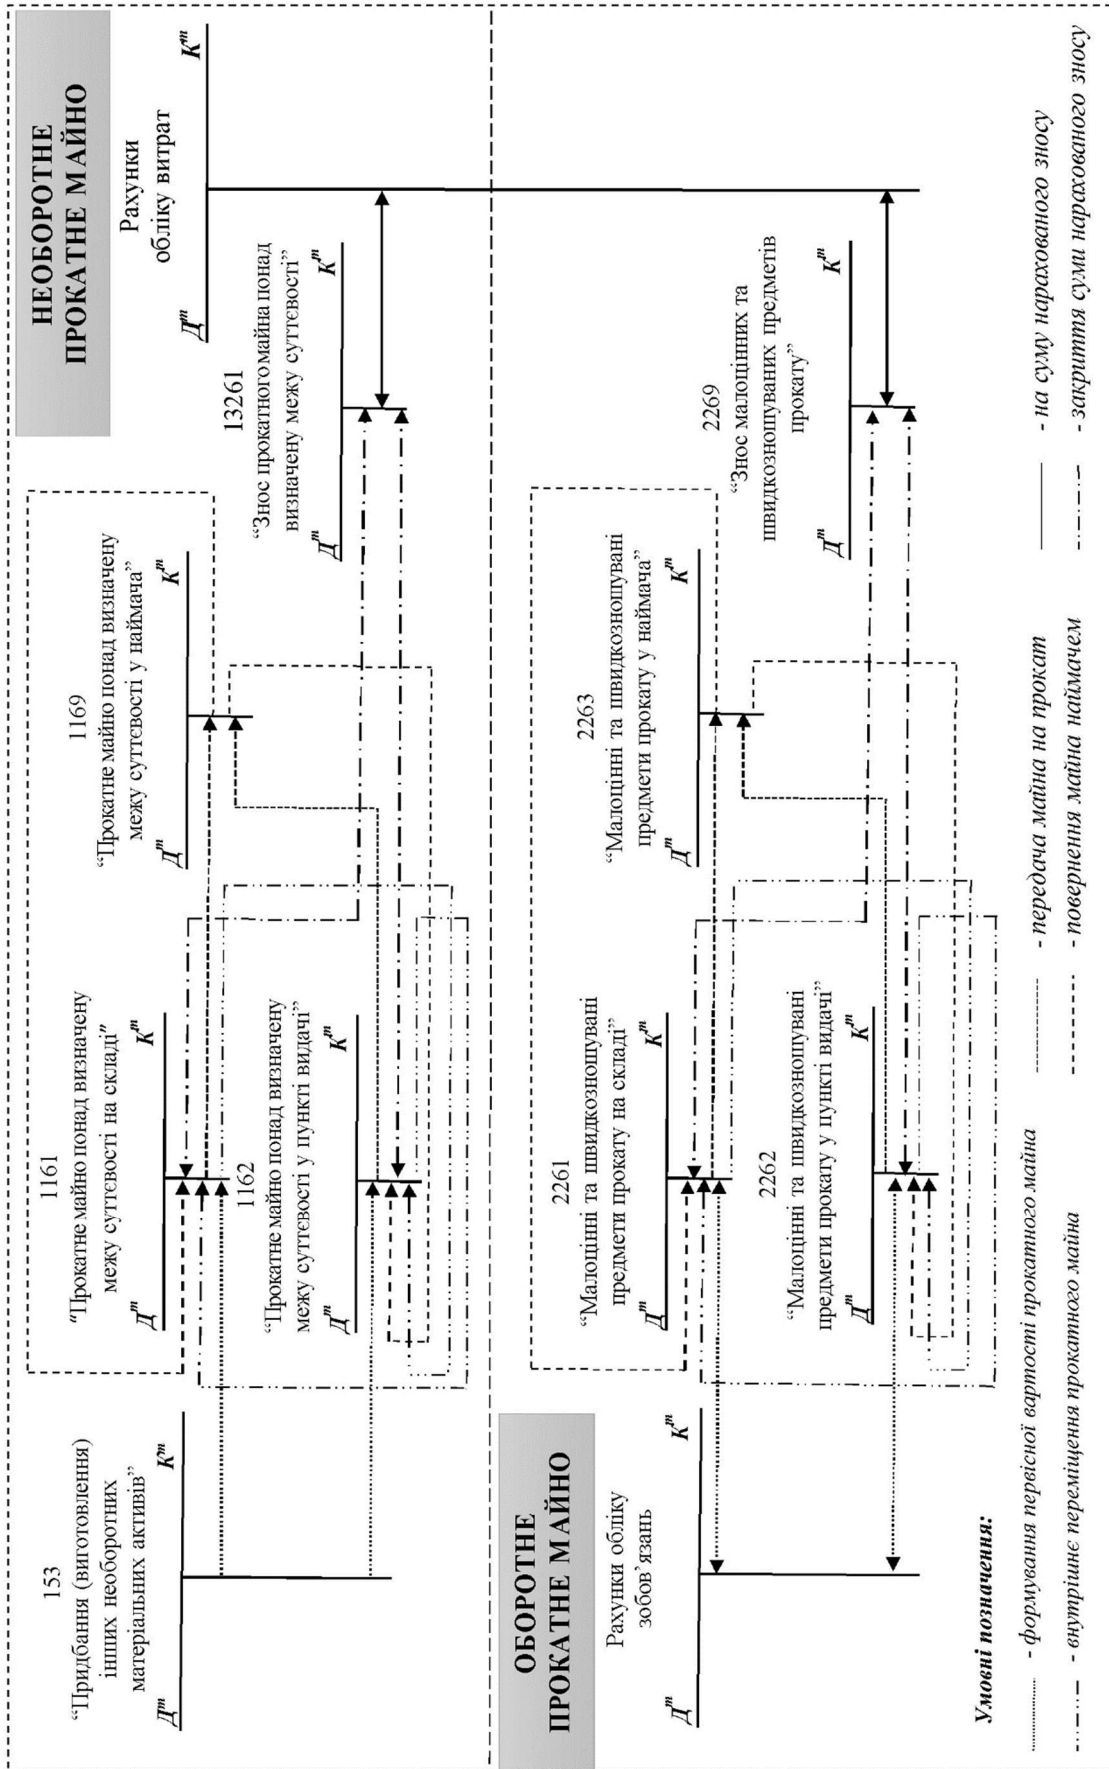 НЕОБОРОТНЕ
ПРОКАТНЕ МАЙНО
153
“Придбання (виготовлення)
інших необоротних
матеріальних активів”
Дт
Кт
1161
“Прокатне майно понад визначену
межу суттєвості на складі”
Дт
Кт
1162
“Прокатне майно понад визначену
межу суттєвості у пункті видачі”
Дт
Кт
1169
“Прокатне майно понад визначену
межу суттєвості у наймача”
Дт
Кт
13261
“Знос прокатного майна понад
визначену межу суттєвості”
Дт
Кт
Рахунки
обліку витрат
Дт
Кт
ОБОРОТНЕ
ПРОКАТНЕ МАЙНО
Рахунки обліку
зобов’язань
Дт
Кт
2261
“Малоцінні та швидкозношувані
предмети прокату на складі”
Дт
Кт
2262
“Малоцінні та швидкозношувані
предмети прокату у пункті видачі”
Дт
Кт
2263
“Малоцінні та швидкозношувані
предмети прокату у наймача”
Дт
Кт
2269
“Знос малоцінних та
швидкозношуваних предметів
прокату”
Дт
Кт
Умовні позначення:
- формування первісної вартості прокатного майна
- передача майна на прокат
- на суму нарахованого зносу
- внутрішнє переміщення прокатного майна
- повернення майна наймачем
- закриття суми нарахованого зносу